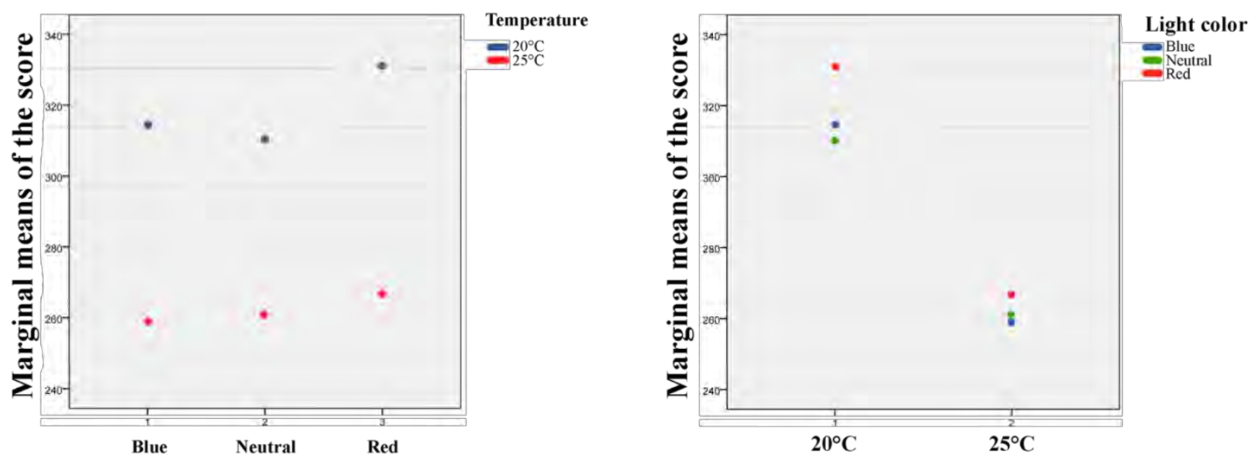 Temperature
20°C
25°C
Marginal means of the score
340
320
300
280
260
240
1 2 3
Blue Neutral Red
Light color
Blue
Neutral
Red
Marginal means of the score
340
320
300
280
260
240
1 2
20°C 25°C